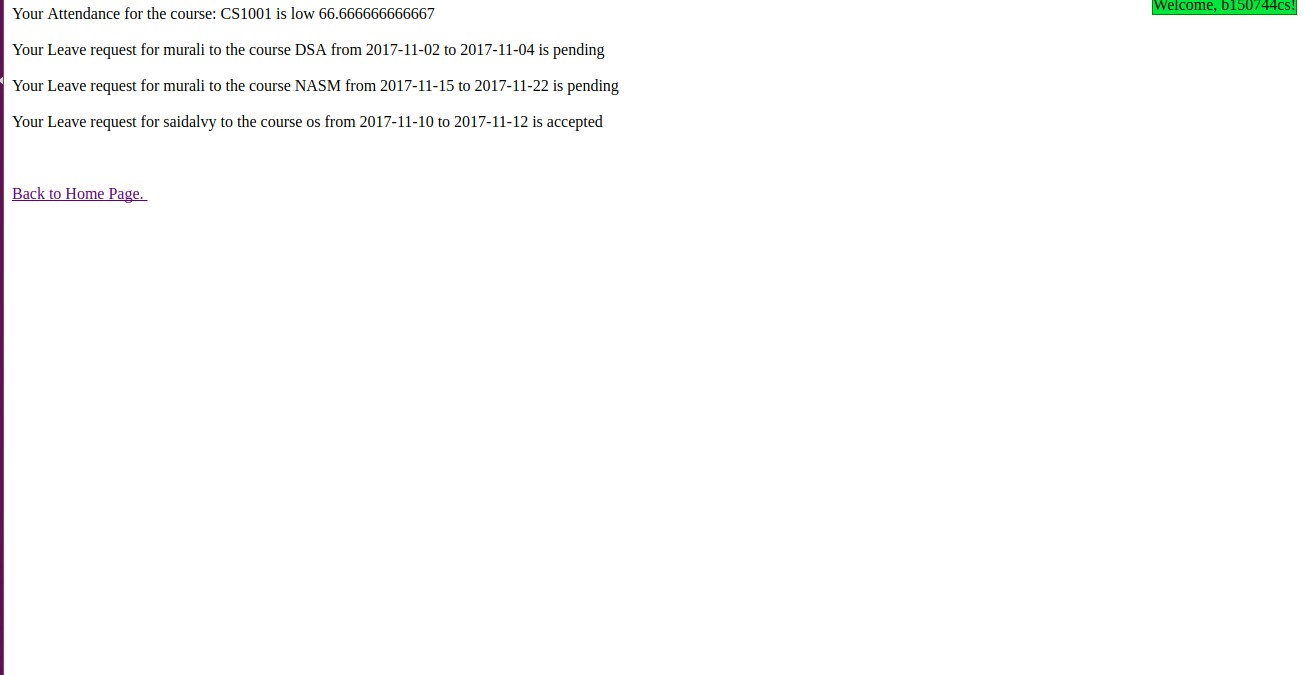 Welcome, b150744cs!
Your Attendance for the course: CS1001 is low 66.666666666667
Your Leave request for murali to the course DSA from 2017-11-02 to 2017-11-04 is pending
Your Leave request for murali to the course NASM from 2017-11-15 to 2017-11-22 is pending
Your Leave request for saidalvy to the course os from 2017-11-10 to 2017-11-12 is accepted
Back to Home Page.